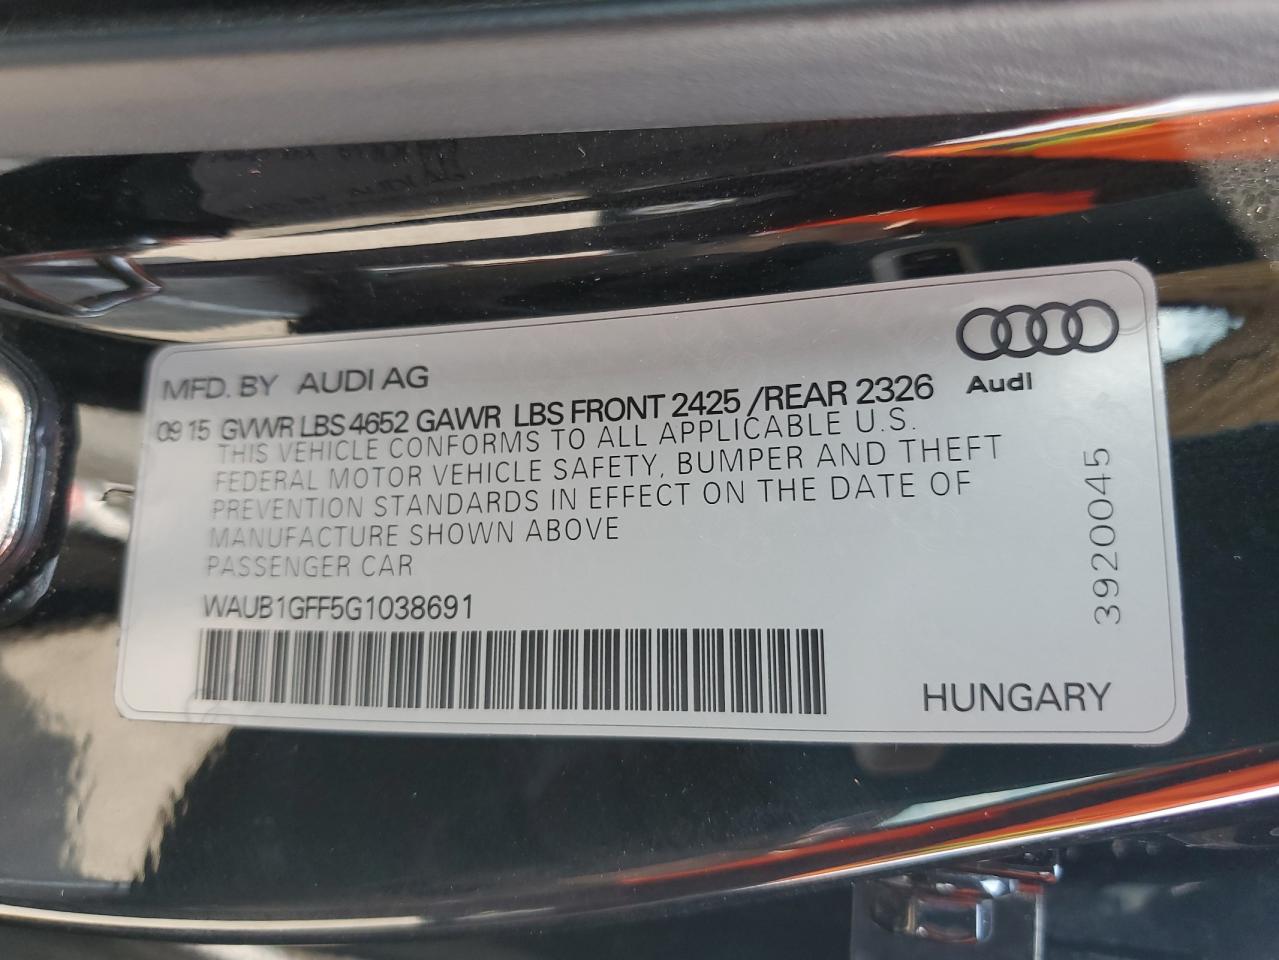 MFD. BY AUDI AG
Audi
09 15 GVWR LBS 4652 GAWR LBS FRONT 2425 /REAR 2326
THIS VEHICLE CONFORMS TO ALL APPLICABLE U.S.
FEDERAL MOTOR VEHICLE SAFETY, BUMPER AND THEFT
PREVENTION STANDARDS IN EFFECT ON THE DATE OF
MANUFACTURE SHOWN ABOVE
PASSENGER CAR
WAUB1GFF5G1038691
3920045
HUNGARY